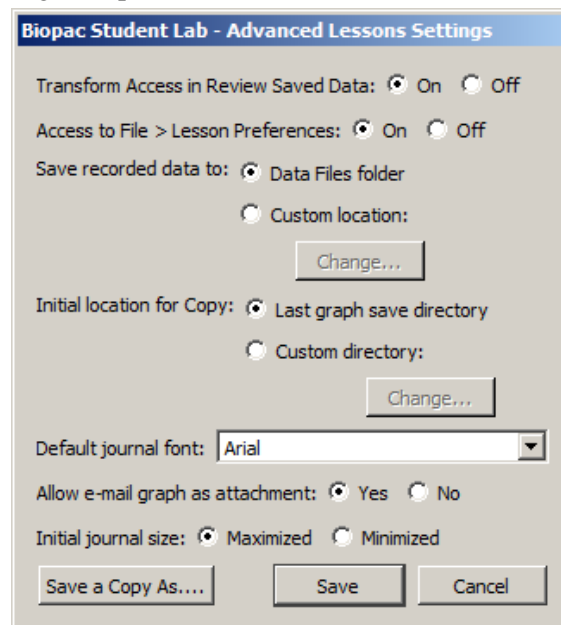 Biopac Student Lab - Advanced Lessons Settings
Transform Access in Review Saved Data: On Off
Access to File > Lesson Preferences: On Off
Save recorded data to: Data Files folder
Custom location:
Change...
Initial location for Copy: Last graph save directory
Custom directory:
Change...
Default journal font: Arial
Allow e-mail graph as attachment: Yes No
Initial journal size: Maximized Minimized
Save a Copy As.... Save Cancel